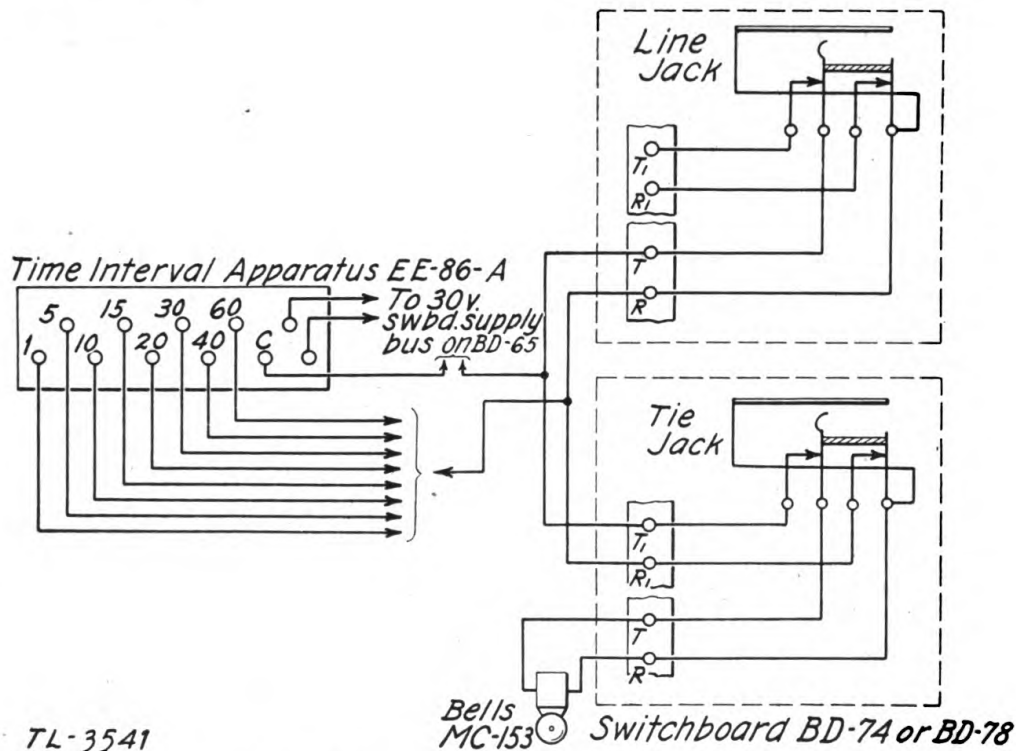 Line
Jack
T₁
R₁
T
R
Time Interval Apparatus EE-86-A
To 30v.
swbd. supply
bus on BD-65
5 15 30 60
1 10 20 40 C
Tie
Jack
T₁
R₁
T
R
Bells
MC-153
Switchboard BD-74 or BD-78
TL-3541